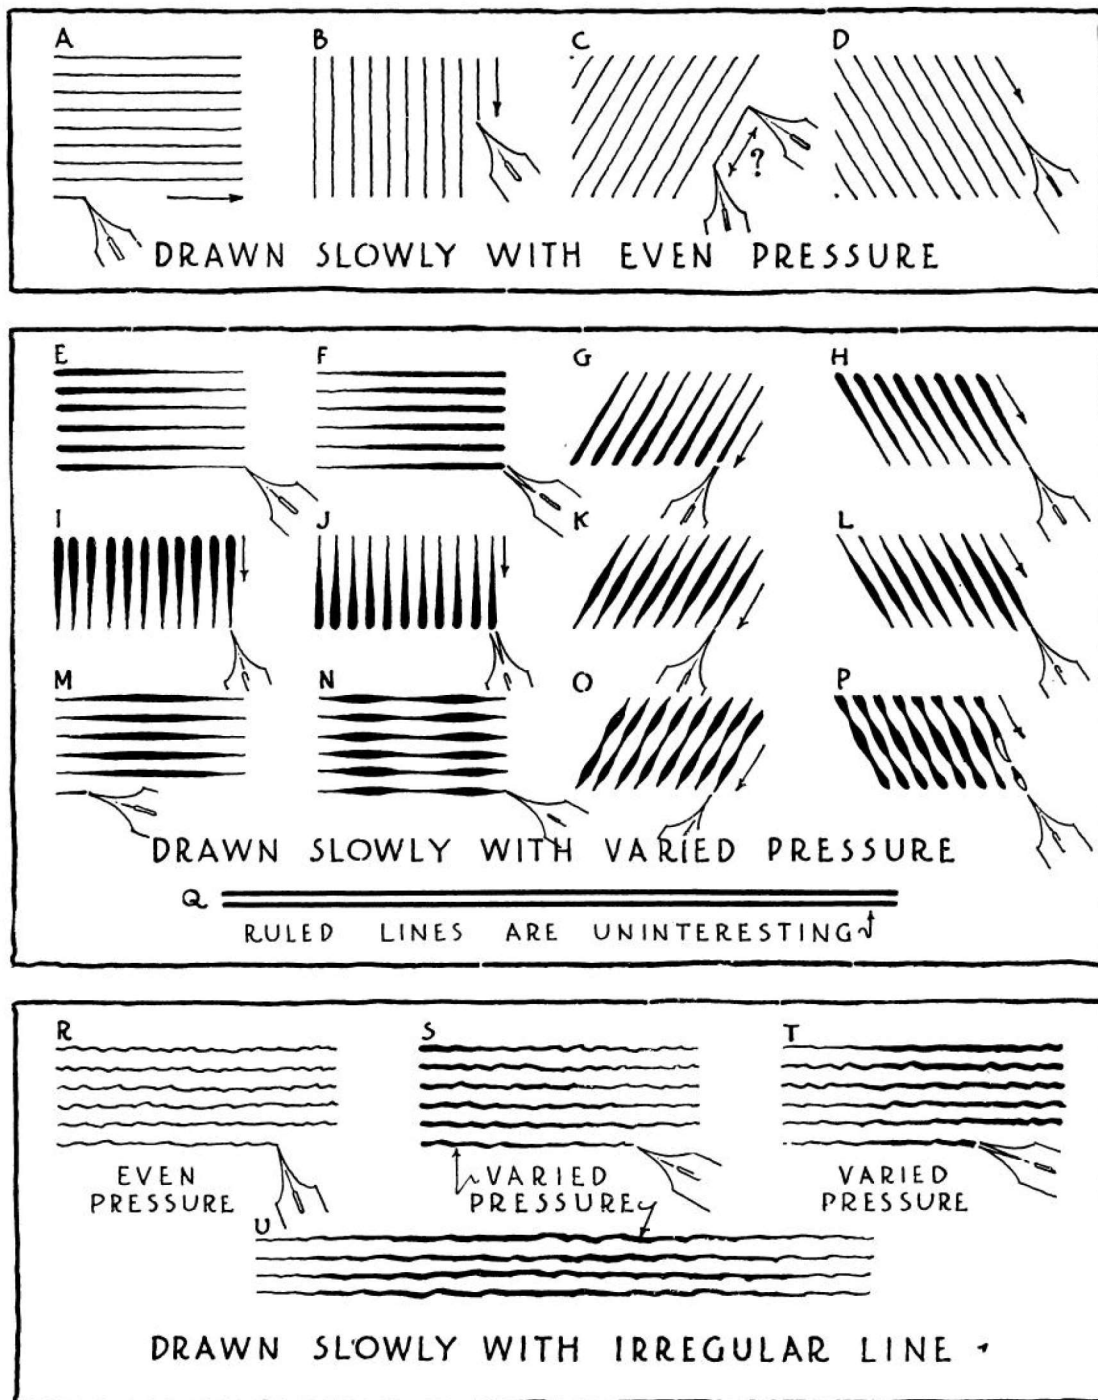 A B C D
?
DRAWN SLOWLY WITH EVEN PRESSURE
E F G H
I J K L
M N O P
DRAWN SLOWLY WITH VARIED PRESSURE
Q
RULED LINES ARE UNINTERESTING
R S T
EVEN
PRESSURE
VARIED
PRESSURE
VARIED
PRESSURE
U
DRAWN SLOWLY WITH IRREGULAR LINE